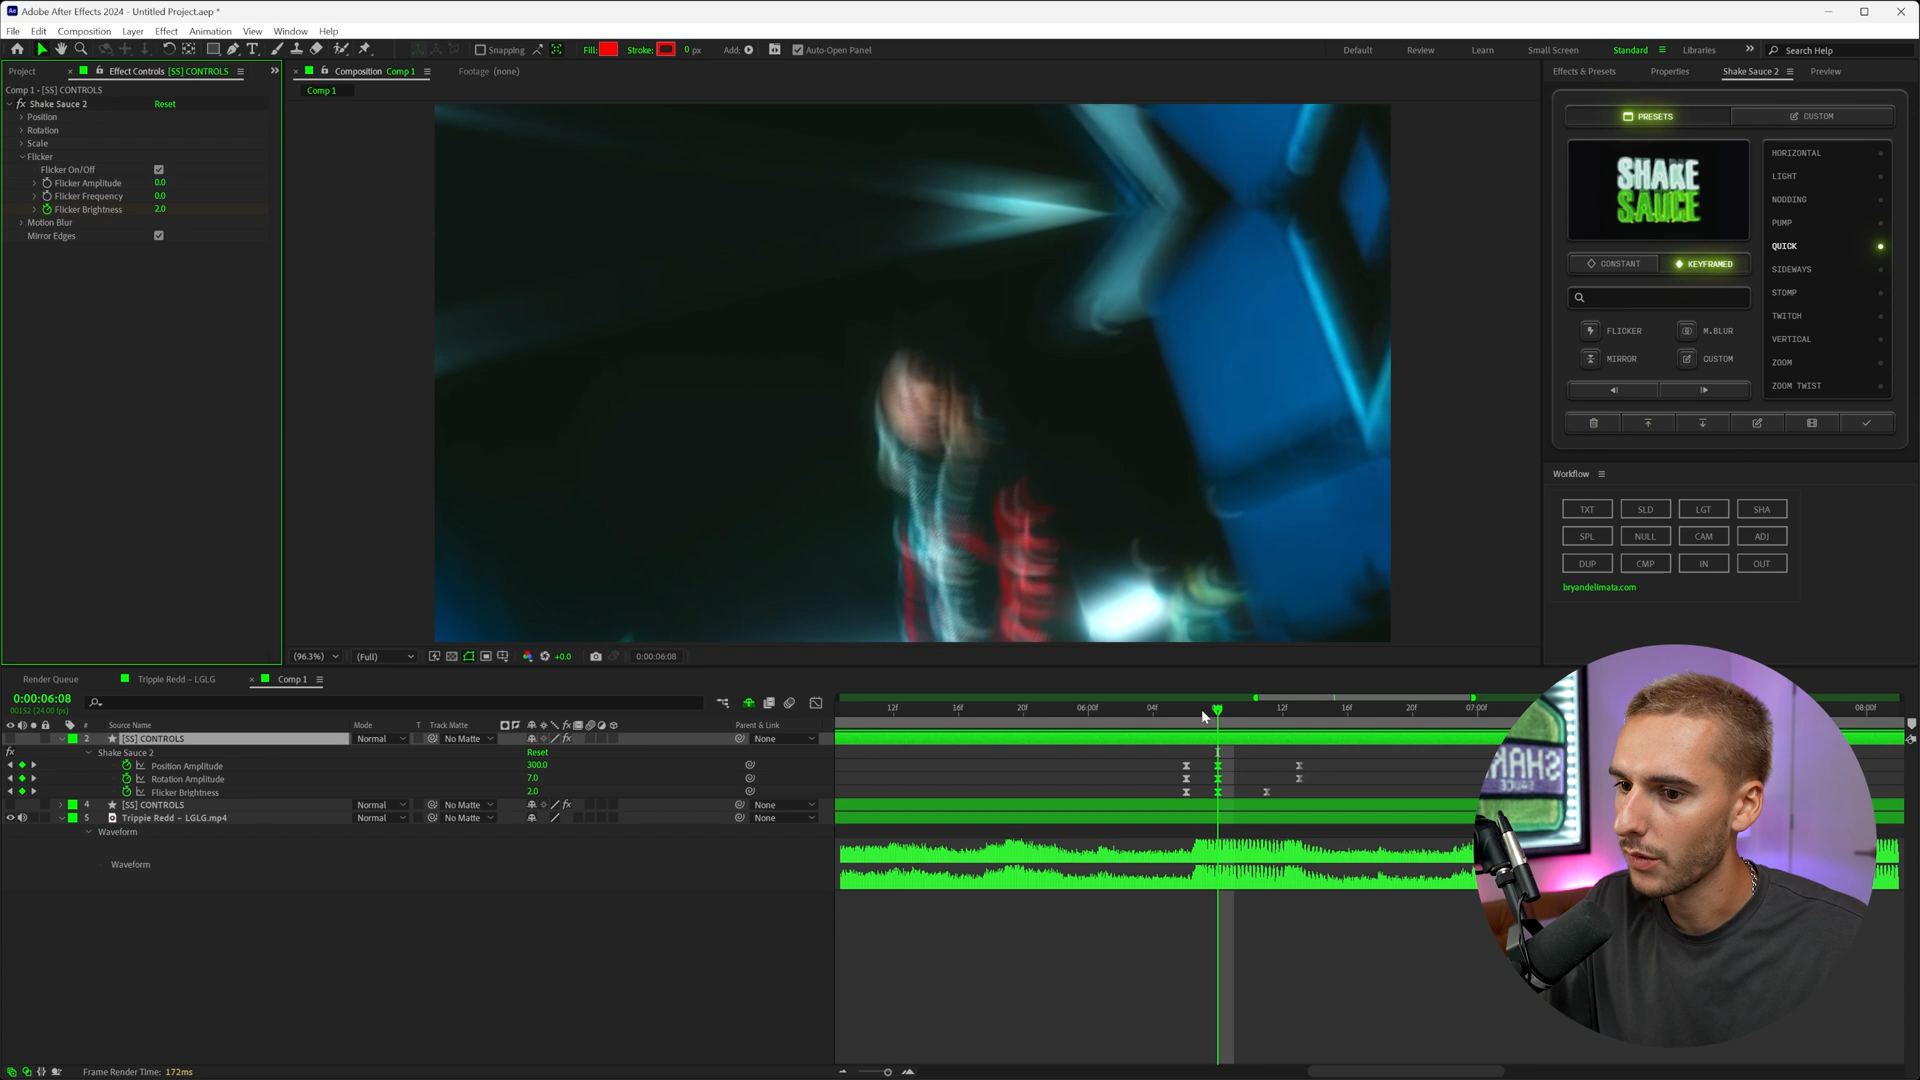 Adobe After Effects 2024 - Untitled Project.aep *
File Edit Composition Layer Effect Animation View Window Help
Snapping Fill: Stroke: 0 px Add: Auto-Open Panel Default Review Learn Small Screen Standard Libraries Search Help
Project Effect Controls [SS] CONTROLS Composition Comp 1 Footage (none) Effects & Presets Properties Shake Sauce 2 Preview
Comp 1 • [SS] CONTROLS
Comp 1
fx Shake Sauce 2 Reset
Position
Rotation
Scale
Flicker
Flicker On/Off
Flicker Amplitude 0.0
Flicker Frequency 0.0
Flicker Brightness 2.0
Motion Blur
Mirror Edges
PRESETS CUSTOM
SHAKE
SAUCE
CONSTANT KEYFRAMED
FLICKER M.BLUR
MIRROR CUSTOM
HORIZONTAL
LIGHT
NODDING
PUMP
QUICK
SIDEWAYS
STOMP
TWITCH
VERTICAL
ZOOM
ZOOM TWIST
Workflow
TXT SLD LGT SHA
SPL NULL CAM ADJ
DUP CMP IN OUT
bryandelimata.com
(96.3%) (Full) +0.0 0:00:06:08
Render Queue Trippie Redd – LGLG Comp 1
0:00:06:08
00152 (24.00 fps)
12f 16f 20f 06:00f 04f 12f 16f 20f 07:00f 08:00f
# Source Name Mode T Track Matte Parent & Link
2 [SS] CONTROLS Normal No Matte None
fx Shake Sauce 2 Reset
Position Amplitude 300.0
Rotation Amplitude 7.0
Flicker Brightness 2.0
4 [SS] CONTROLS Normal No Matte None
5 Trippie Redd – LGLG.mp4 Normal No Matte None
Waveform
Waveform
Frame Render Time: 172ms